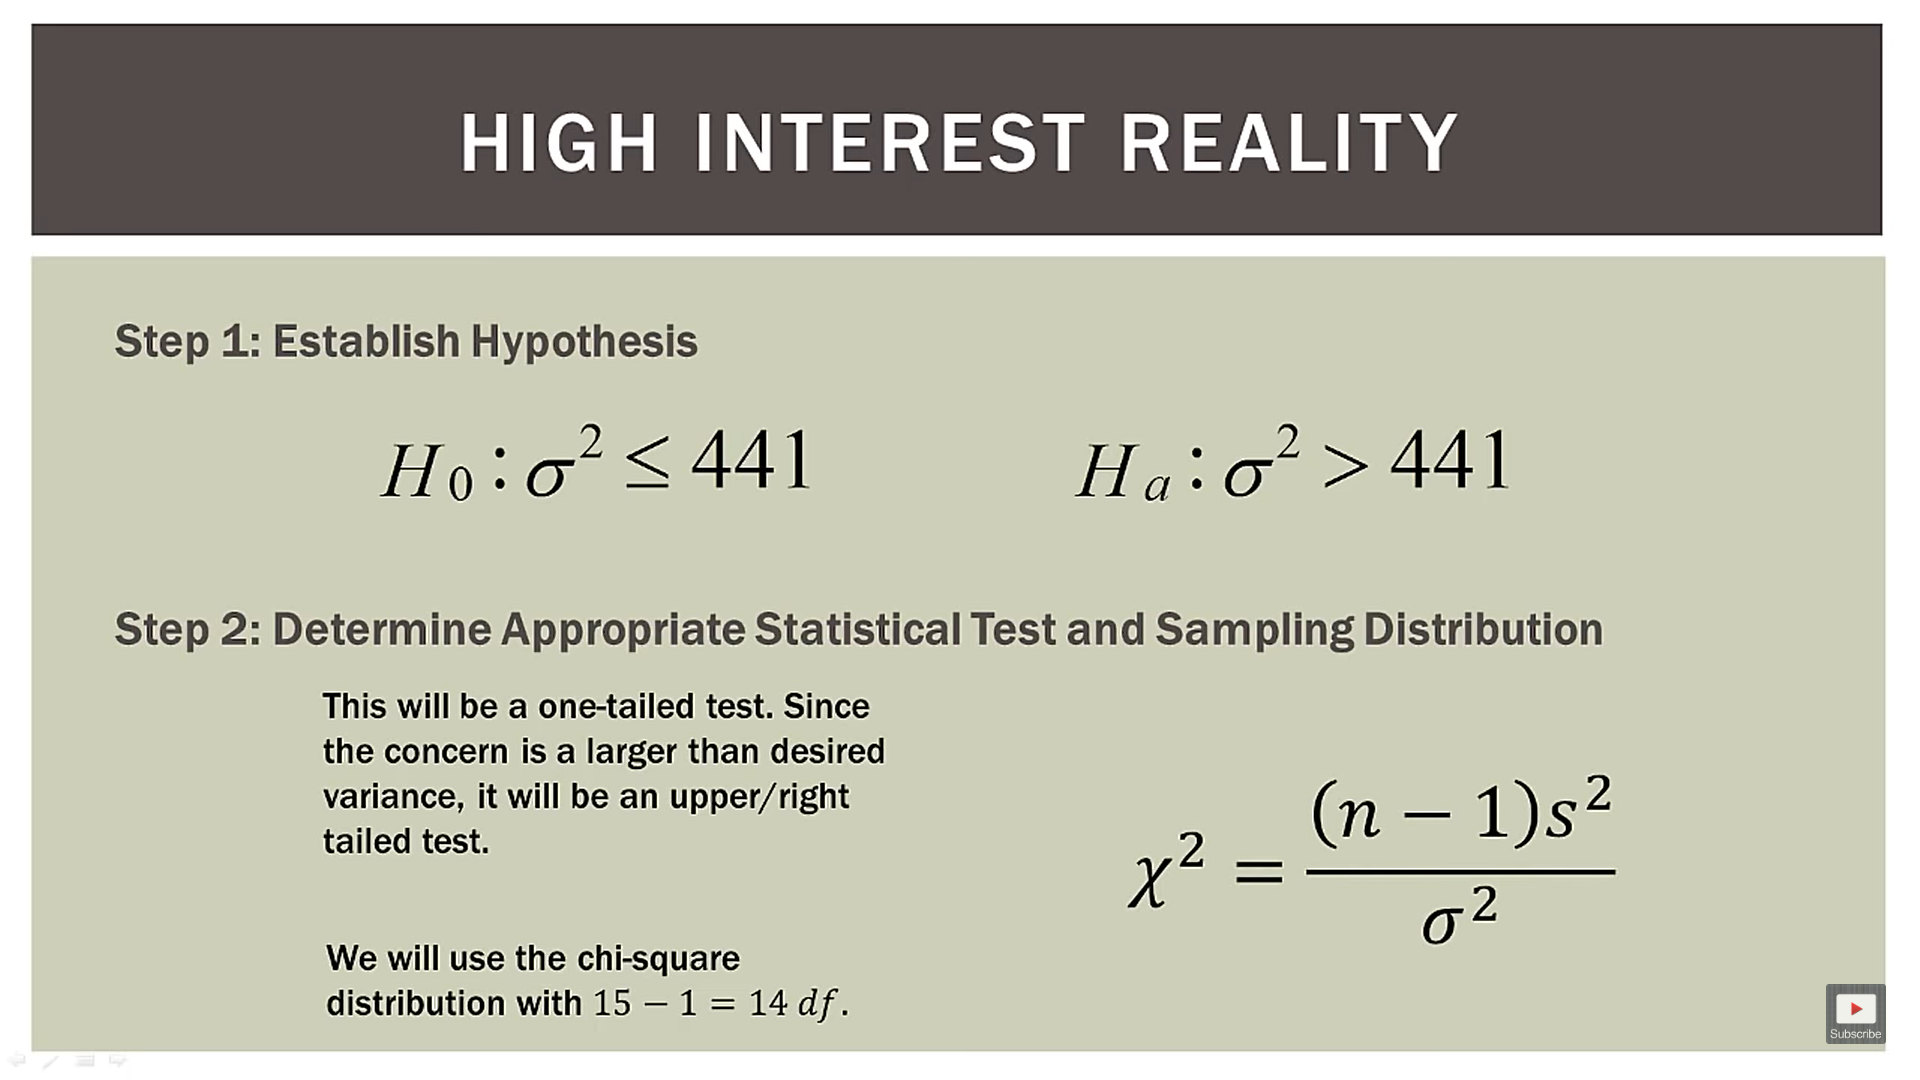 HIGH INTEREST REALITY
Step 1: Establish Hypothesis
H₀ : σ² ≤ 441
Hₐ : σ² > 441
Step 2: Determine Appropriate Statistical Test and Sampling Distribution
This will be a one-tailed test. Since
the concern is a larger than desired
variance, it will be an upper/right
tailed test.
χ² = (n − 1)s² / σ²
We will use the chi-square
distribution with 15 − 1 = 14 df.
Subscribe